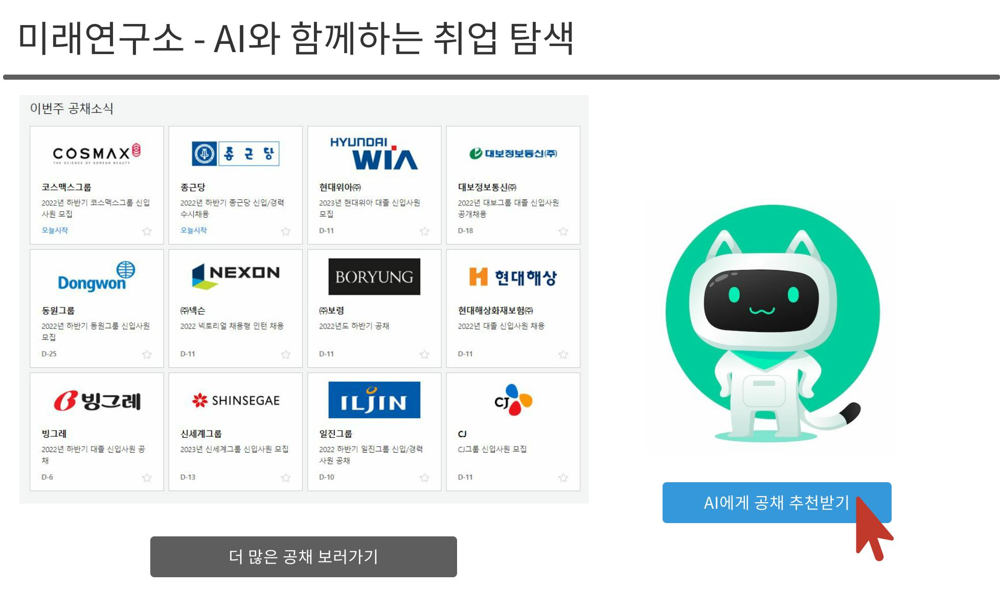 미래연구소 - AI와 함께하는 취업 탐색
이번주 공채소식
COSMAX
THE SCIENCE OF KOREAN BEAUTY
코스맥스그룹
2022년 하반기 코스맥스그룹 신입
사원 모집
오늘시작
종근당
종근당
2022년 하반기 종근당 신입/경력
수시채용
오늘시작
HYUNDAI
WIA
현대위아㈜
2023년 현대위아 대졸 신입사원
모집
D-11
대보정보통신(주)
대보정보통신㈜
2022년 대보그룹 대졸 신입사원
공개채용
D-18
Dongwon
동원그룹
2022년 하반기 동원그룹 신입사원
모집
D-25
NEXON
㈜넥슨
2022 넥토리얼 채용형 인턴 채용
D-11
BORYUNG
㈜보령
2022년도 하반기 공채
D-11
현대해상
현대해상화재보험㈜
2022년 대졸 신입사원 채용
D-11
빙그레
빙그레
2022년 하반기 대졸 신입사원 공
채
D-6
SHINSEGAE
신세계그룹
2023년 신세계그룹 신입사원 모집
D-13
ILJIN
일진그룹
2022 하반기 일진그룹 신입/경력
사원 공채
D-10
CJ
CJ
CJ그룹 신입사원 모집
D-11
AI에게 공채 추천받기
더 많은 공채 보러가기